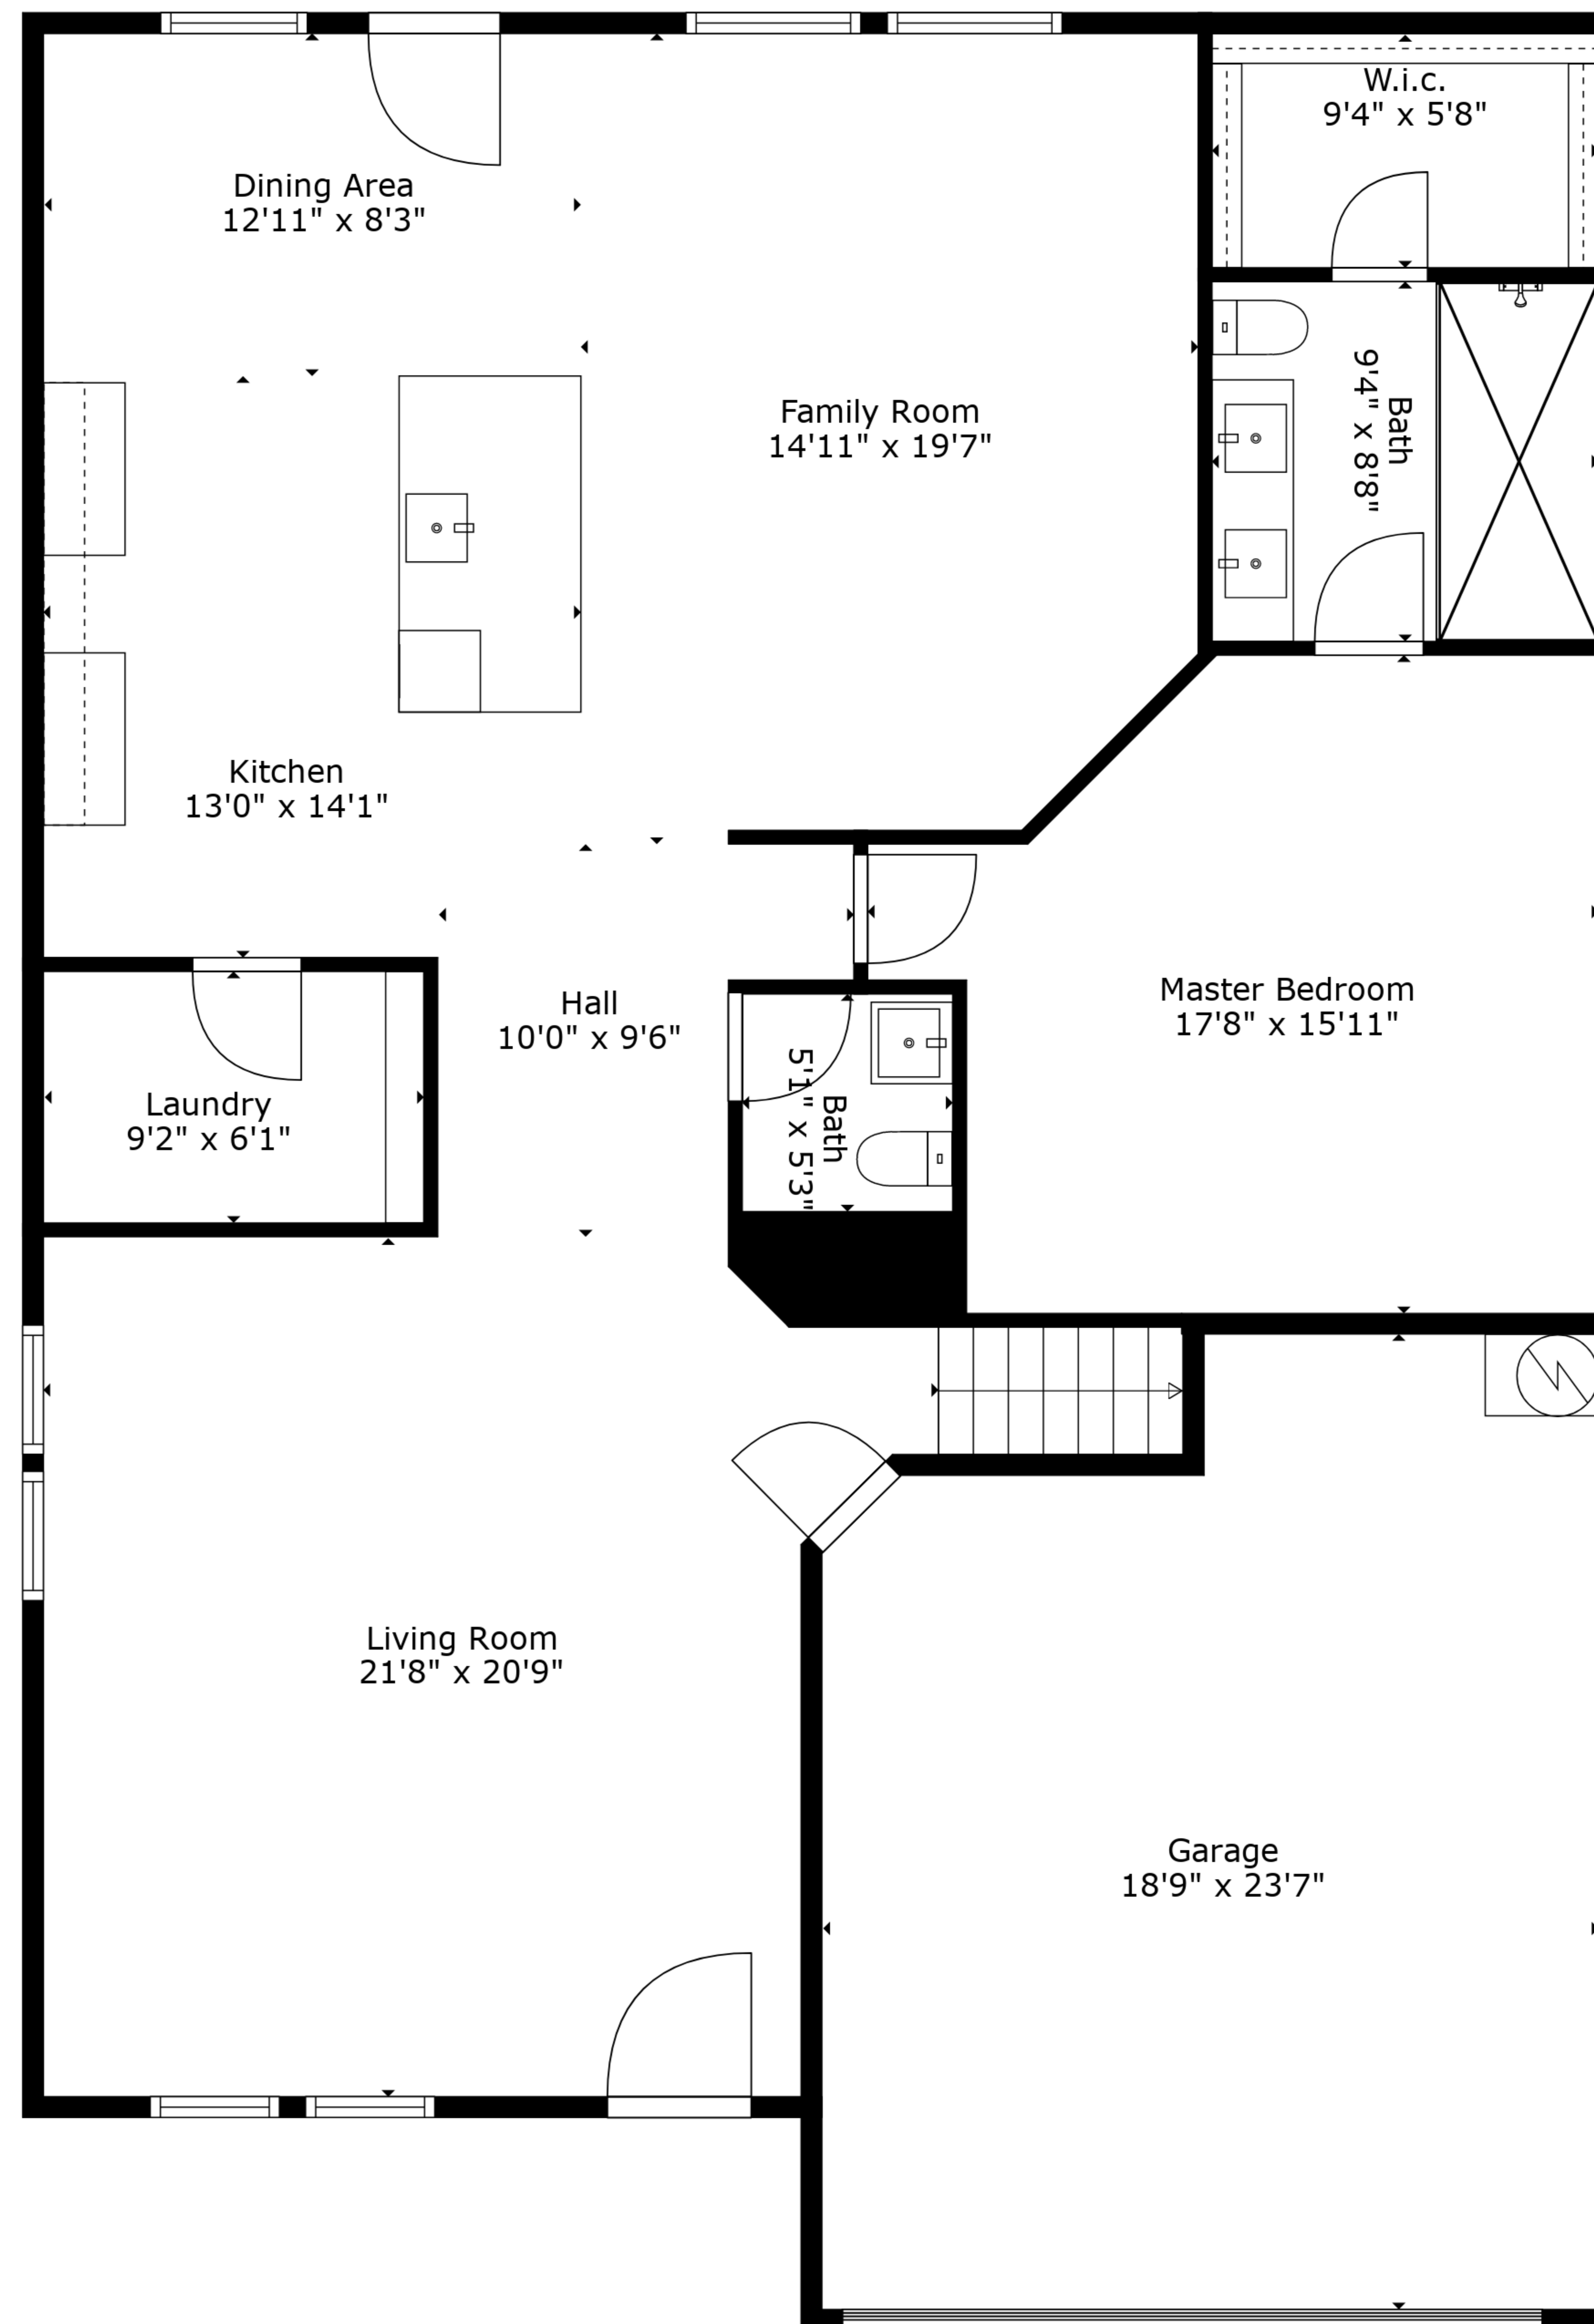 W.i.c.
9'4" x 5'8"
Dining Area
12'11" x 8'3"
Family Room
14'11" x 19'7"
Bath
9'4" x 8'8"
Kitchen
13'0" x 14'1"
Hall
10'0" x 9'6"
Master Bedroom
17'8" x 15'11"
Laundry
9'2" x 6'1"
Bath
5'1" x 5'3"
Living Room
21'8" x 20'9"
Garage
18'9" x 23'7"